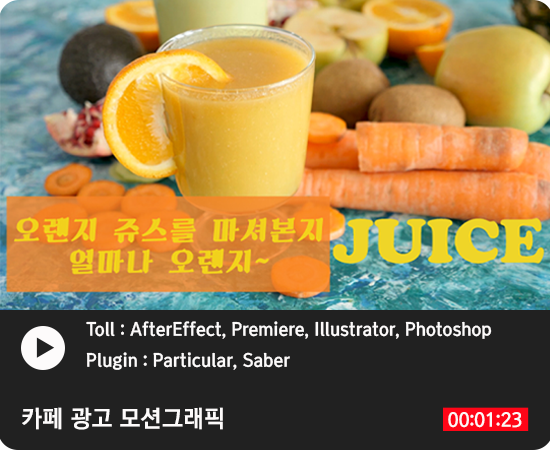 오렌지 쥬스를 마셔본지
얼마나 오렌지~
JUICE
Toll : AfterEffect, Premiere, Illustrator, Photoshop
Plugin : Particular, Saber
카페 광고 모션그래픽
00:01:23